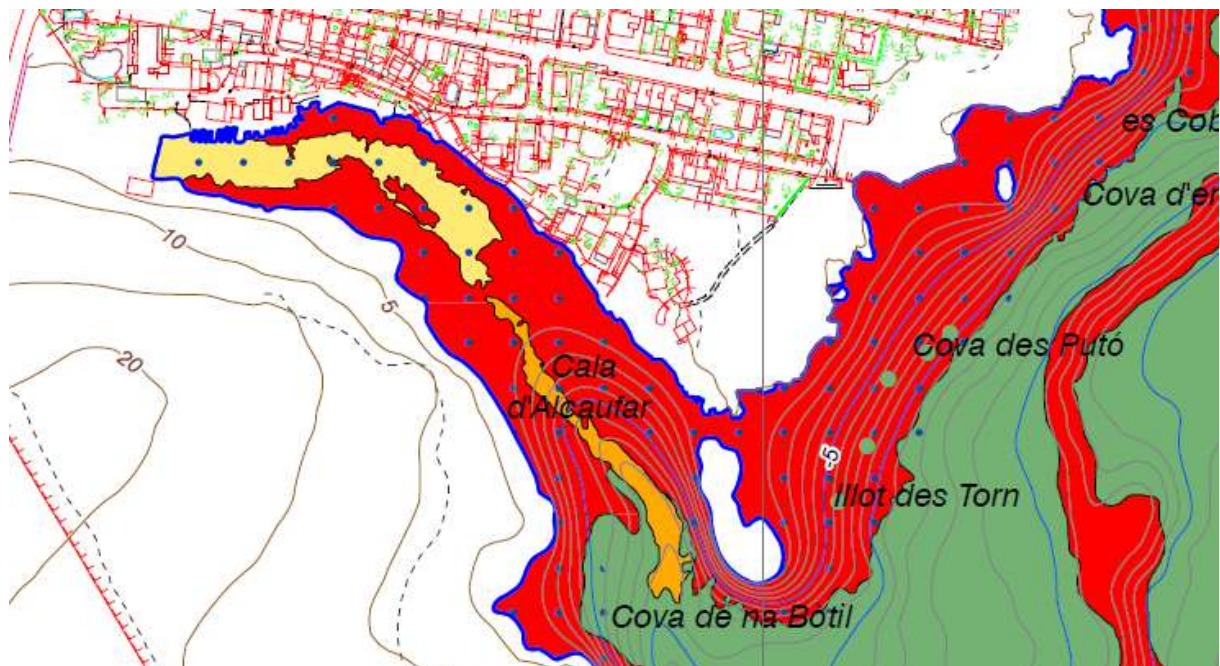 es Cob
Cova d'en
10
5
20
Cova des Putó
Cala
d'Alcaufar
-5
Illot des Torn
Cova de na Botil